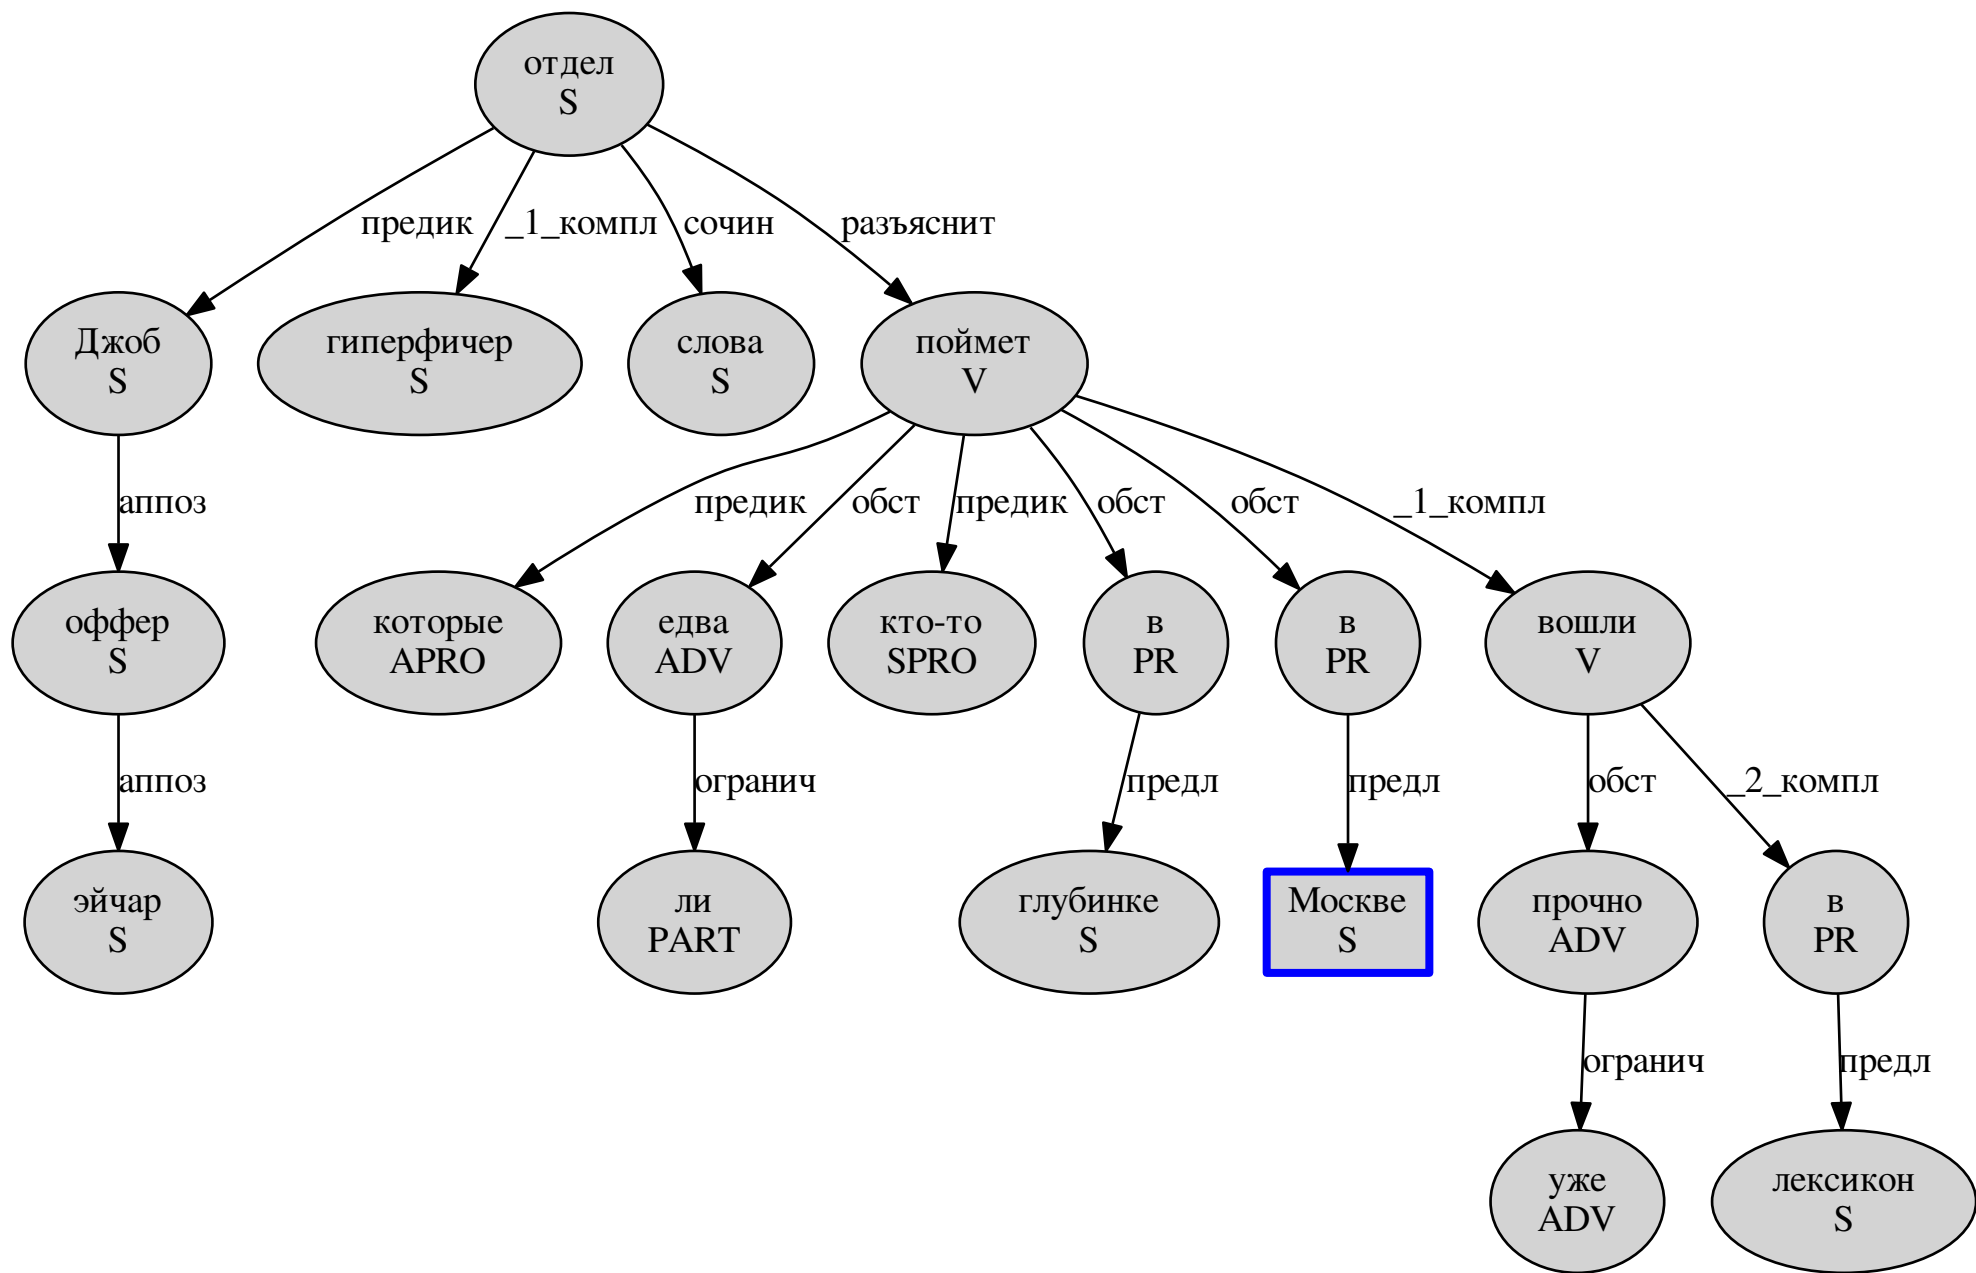 отдел
S
предик
_1_компл
сочин
разъяснит
Джоб
S
гиперфичер
S
слова
S
поймет
V
аппоз
предик
обст
предик
обст
обст
_1_компл
оффер
S
которые
APRO
едва
ADV
кто-то
SPRO
в
PR
в
PR
вошли
V
аппоз
огранич
предл
предл
обст
_2_компл
эйчар
S
ли
PART
глубинке
S
Москве
S
прочно
ADV
в
PR
огранич
предл
уже
ADV
лексикон
S